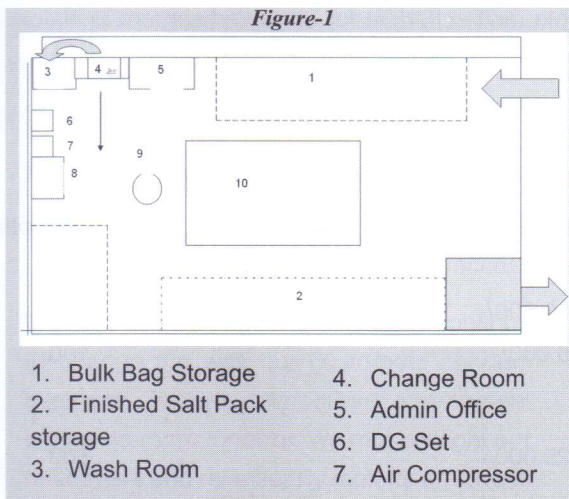 Figure-1
3
4
5
1
6
7
9
8
10
2
1. Bulk Bag Storage
2. Finished Salt Pack
storage
3. Wash Room
4. Change Room
5. Admin Office
6. DG Set
7. Air Compressor